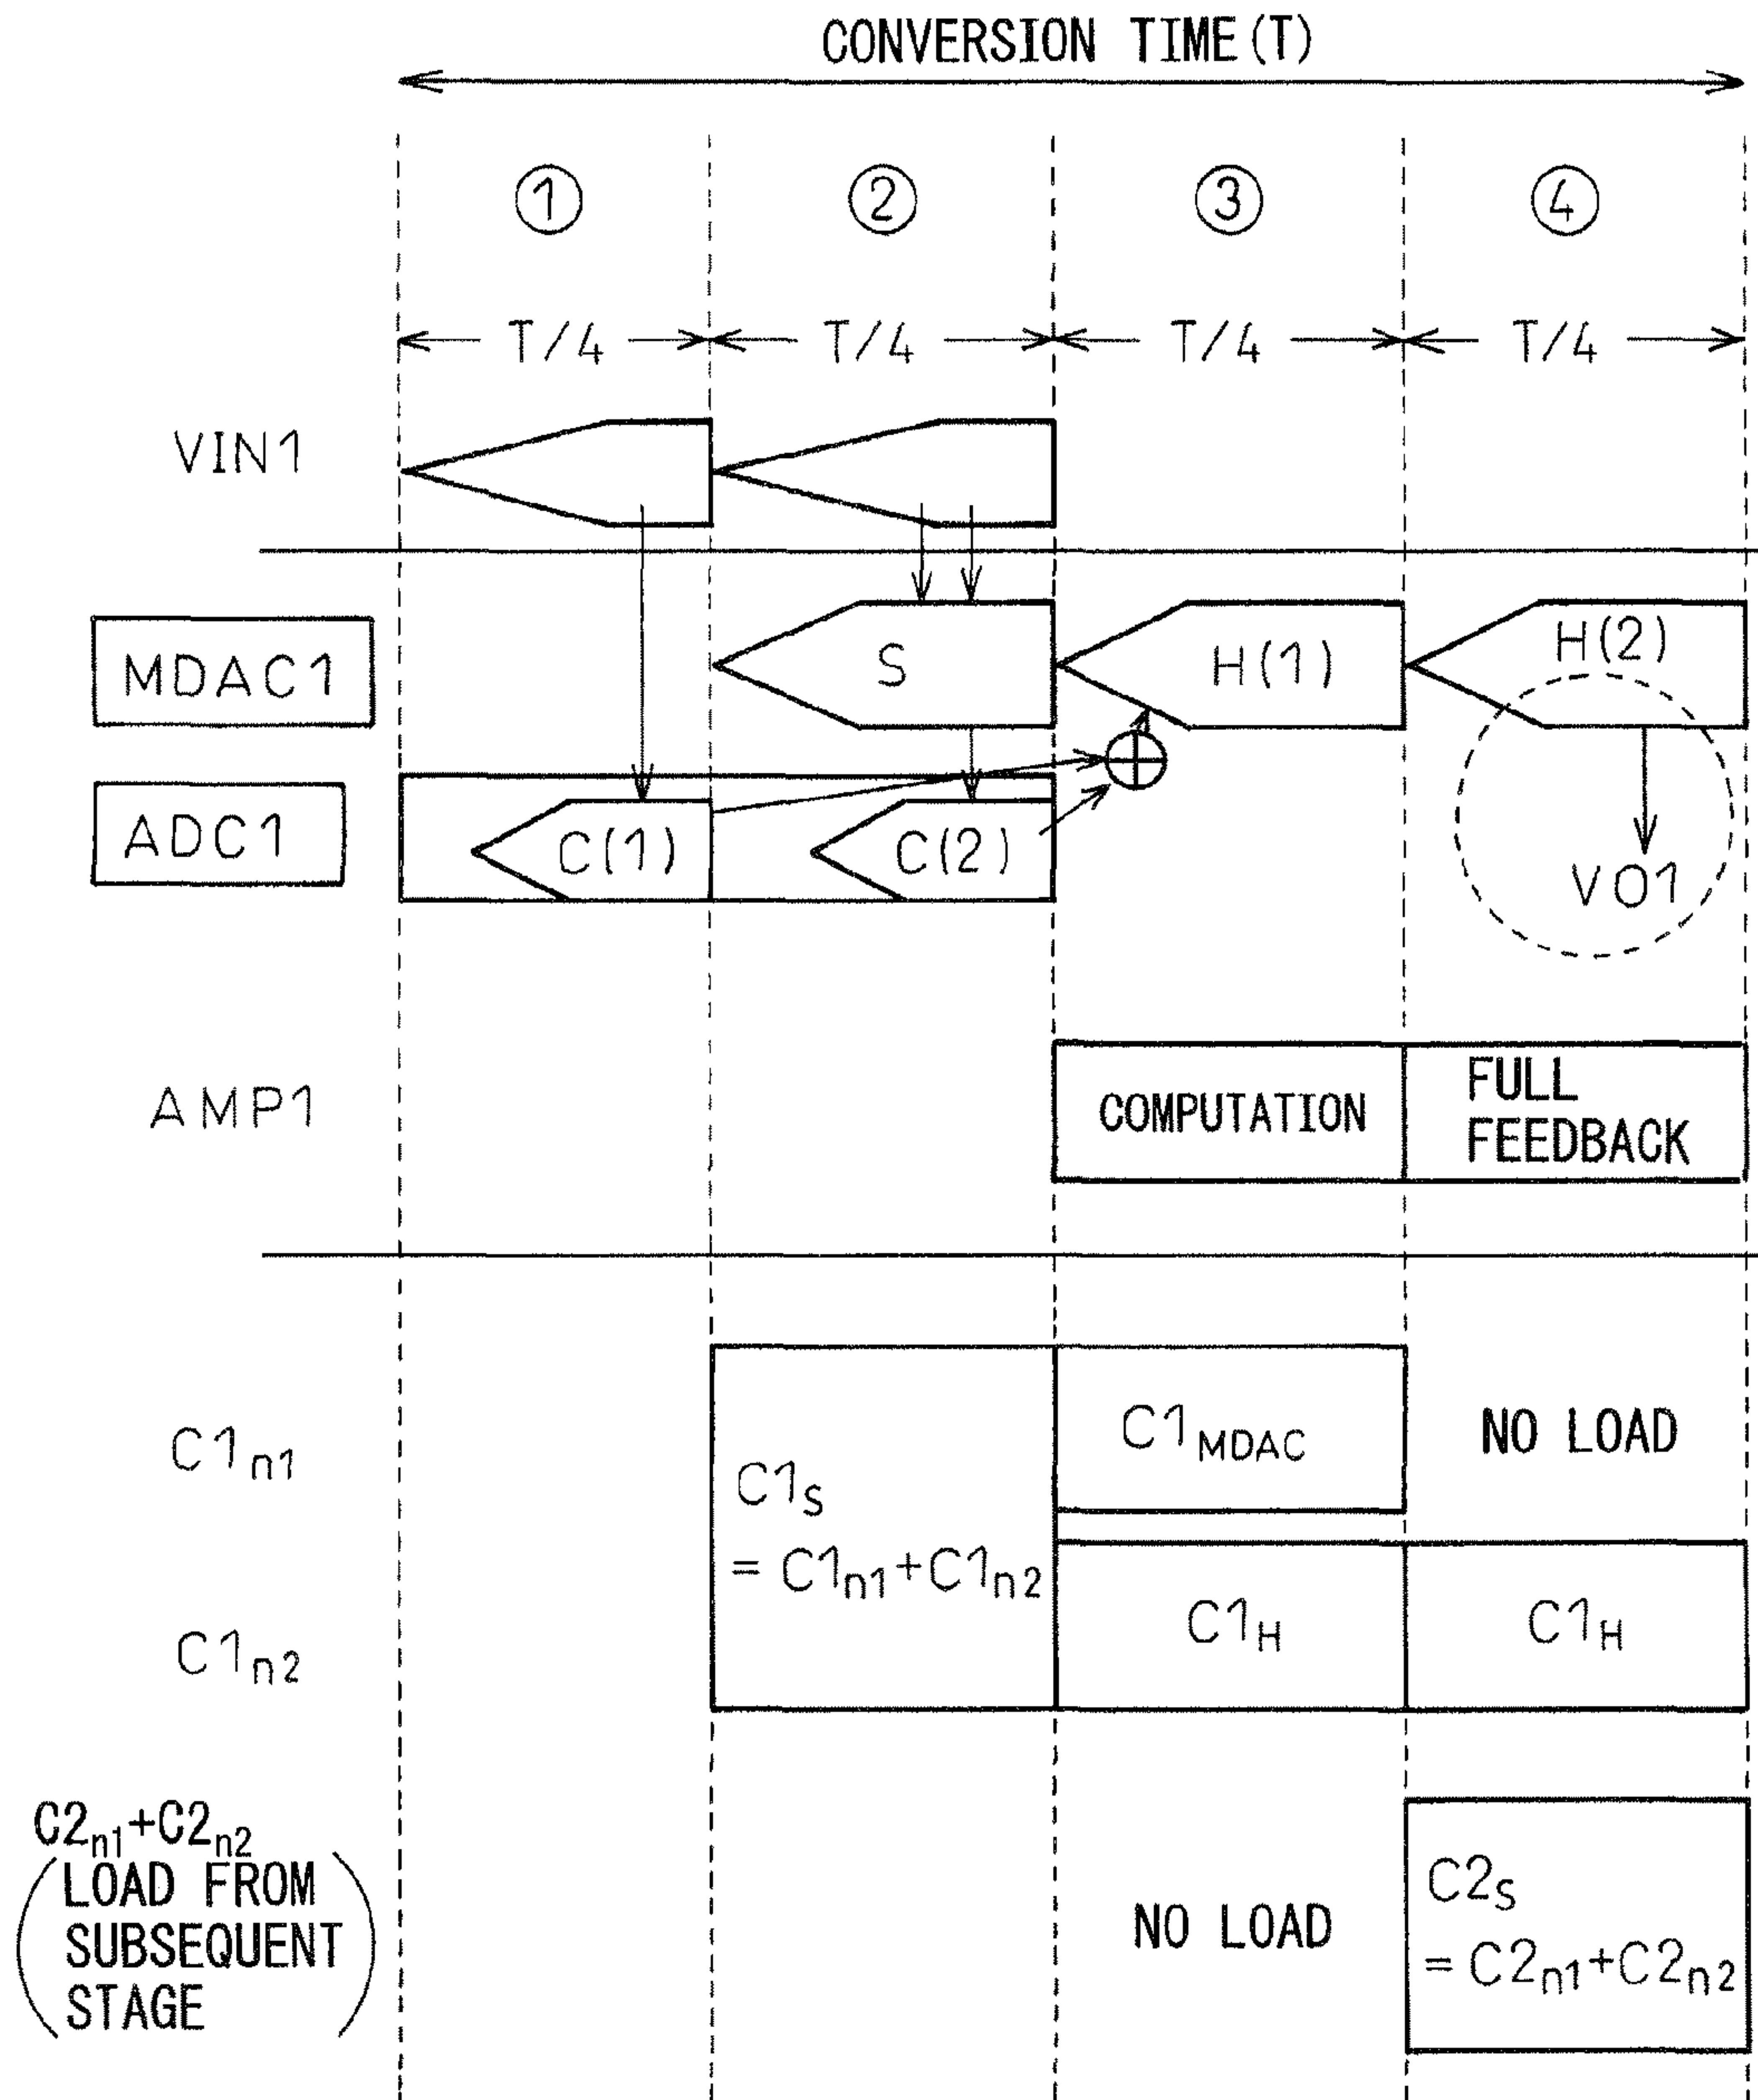 CONVERSION TIME(T)
① ② ③ ④
T/4 T/4 T/4 T/4
VIN1
MDAC1 S H(1) H(2)
ADC1 C(1) C(2) VO1
AMP1 COMPUTATION FULL
FEEDBACK
C1n1 C1MDAC NO LOAD
C1S
= C1n1+C1n2
C1n2 C1H C1H
C2n1+C2n2
(LOAD FROM
SUBSEQUENT
STAGE)
NO LOAD
C2S
= C2n1+C2n2